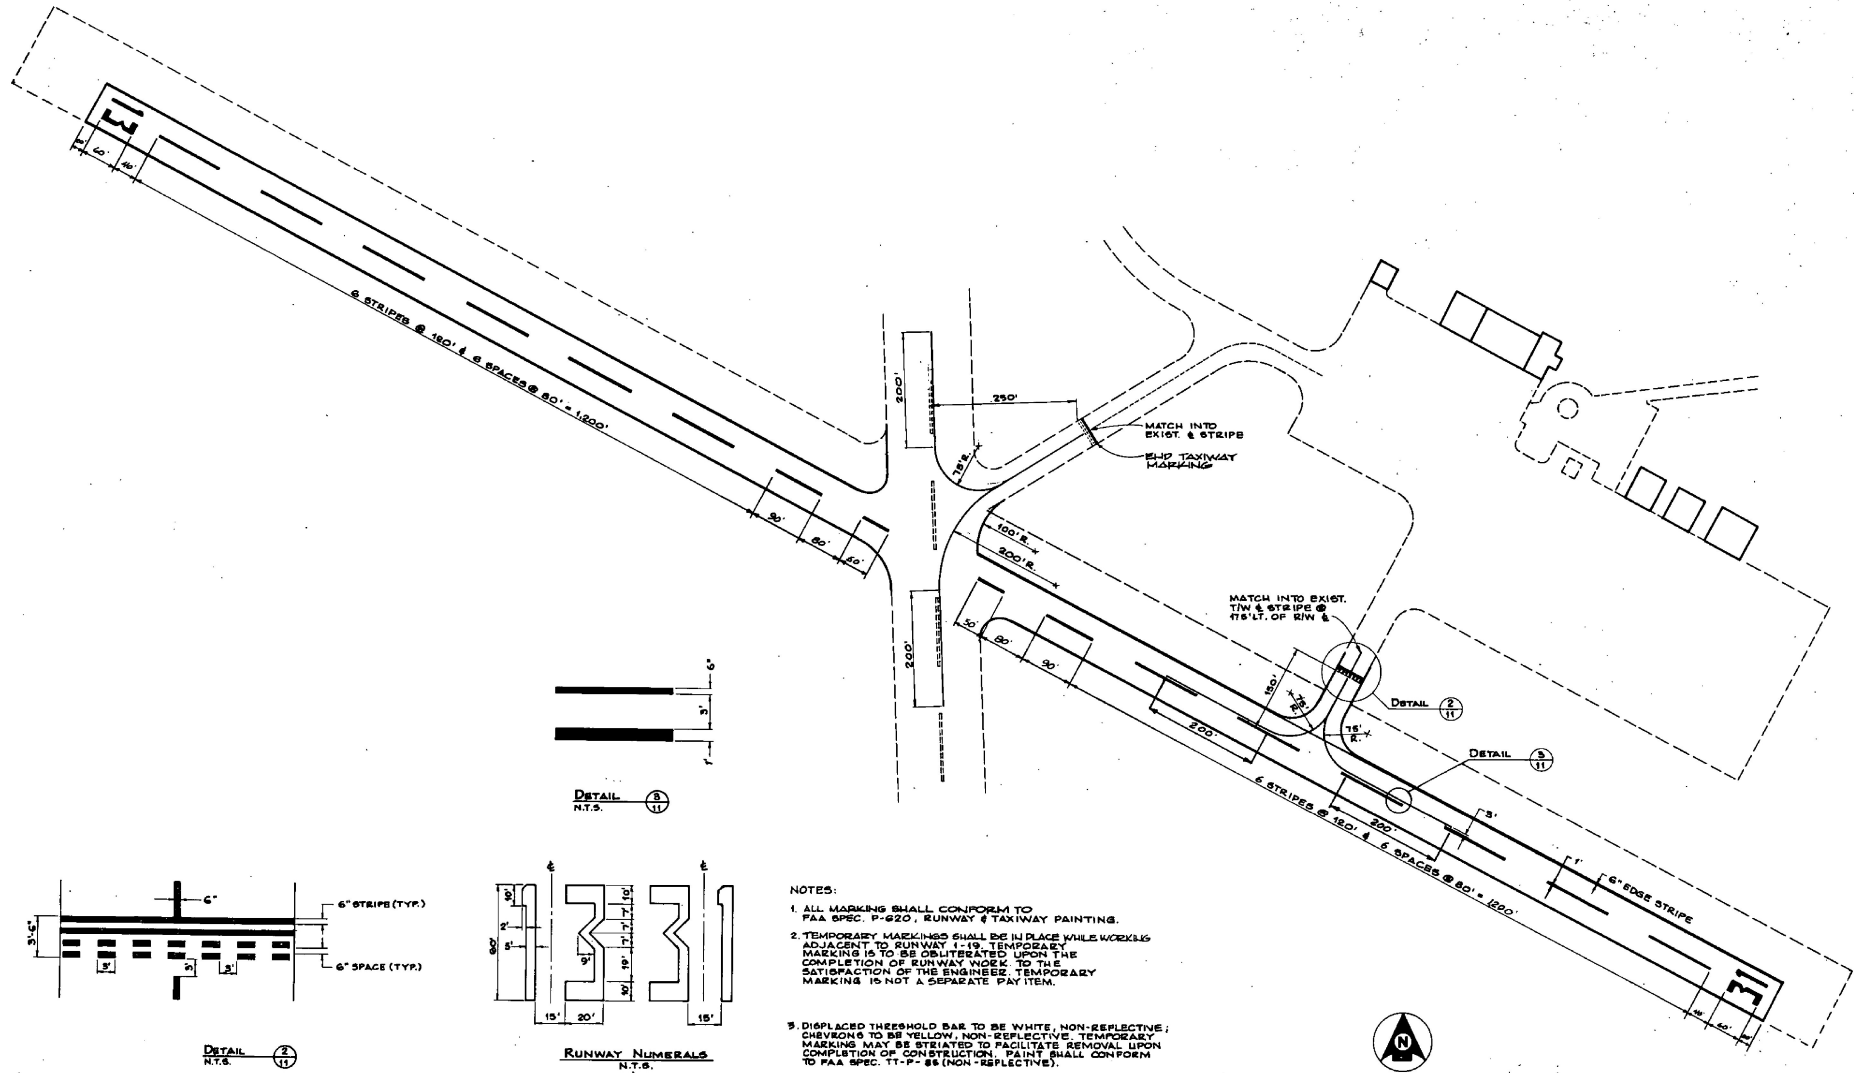 13
20'
60'
40'
6 STRIPES @ 120' & 6 SPACES @ 80' = 1,200'
90'
80'
60'
200'
250'
75' R.
MATCH INTO
EXIST. ℄ STRIPE
END TAXIWAY
MARKING
100' R.
200' R.
MATCH INTO EXIST.
T/W ℄ STRIPE @
175' LT. OF R/W ℄
50'
80'
90'
200'
150'
75'
R.
75'
R.
DETAIL 2
11
DETAIL 3
11
200'
200'
3'
6 STRIPES @ 120' & 6 SPACES @ 80' = 1200'
1'
6" EDGE STRIPE
31
40'
60'
6"
3'
1'
DETAIL 3
11
N.T.S.
6"
6" STRIPE (TYP.)
3'-6"
6" SPACE (TYP.)
3'
3'
3'
DETAIL 2
11
N.T.S.
℄
℄
10'
2'
5'
60'
9'
10'
7'
7'
7'
19'
10'
15'
20'
15'
RUNWAY NUMERALS
N.T.S.
NOTES:
1. ALL MARKING SHALL CONFORM TO
FAA SPEC. P-620, RUNWAY & TAXIWAY PAINTING.
2. TEMPORARY MARKINGS SHALL BE IN PLACE WHILE WORKING
ADJACENT TO RUNWAY 1-19. TEMPORARY
MARKING IS TO BE OBLITERATED UPON THE
COMPLETION OF RUNWAY WORK TO THE
SATISFACTION OF THE ENGINEER. TEMPORARY
MARKING IS NOT A SEPARATE PAY ITEM.
3. DISPLACED THRESHOLD BAR TO BE WHITE, NON-REFLECTIVE;
CHEVRONS TO BE YELLOW, NON-REFLECTIVE. TEMPORARY
MARKING MAY BE STRIATED TO FACILITATE REMOVAL UPON
COMPLETION OF CONSTRUCTION. PAINT SHALL CONFORM
TO FAA SPEC. TT-P-85 (NON-REFLECTIVE).
N